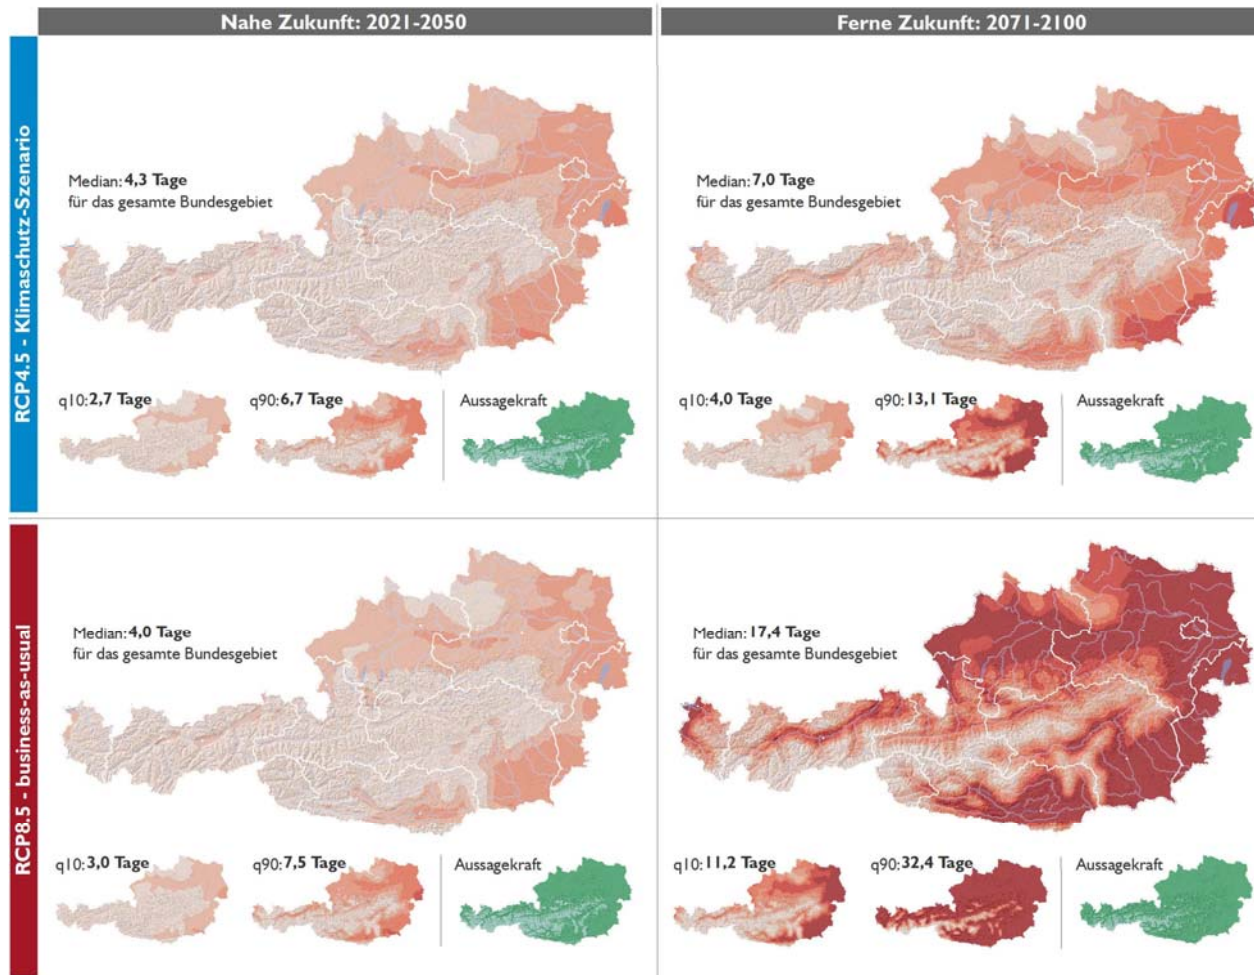 Nahe Zukunft: 2021-2050
Ferne Zukunft: 2071-2100
RCP4.5 - Klimaschutz-Szenario
Median: 4,3 Tage
für das gesamte Bundesgebiet
q10: 2,7 Tage
q90: 6,7 Tage
Aussagekraft
Median: 7,0 Tage
für das gesamte Bundesgebiet
q10: 4,0 Tage
q90: 13,1 Tage
Aussagekraft
RCP8.5 - business-as-usual
Median: 4,0 Tage
für das gesamte Bundesgebiet
q10: 3,0 Tage
q90: 7,5 Tage
Aussagekraft
Median: 17,4 Tage
für das gesamte Bundesgebiet
q10: 11,2 Tage
q90: 32,4 Tage
Aussagekraft